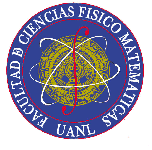 FACULTAD DE CIENCIAS FISICO MATEMATICAS
UANL